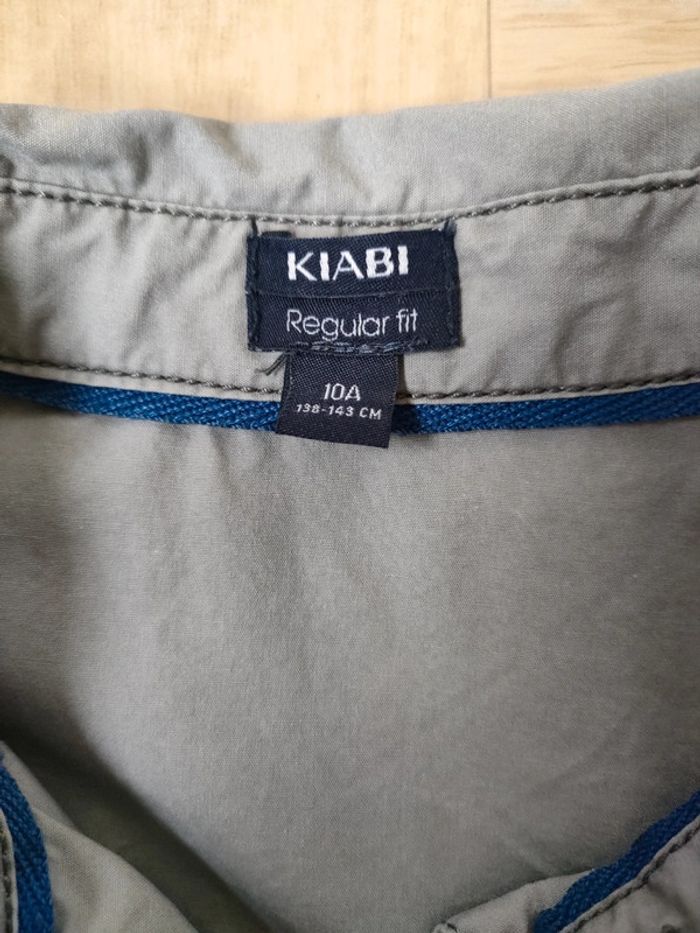 KIABI
Regular fit
10A
138-143 CM